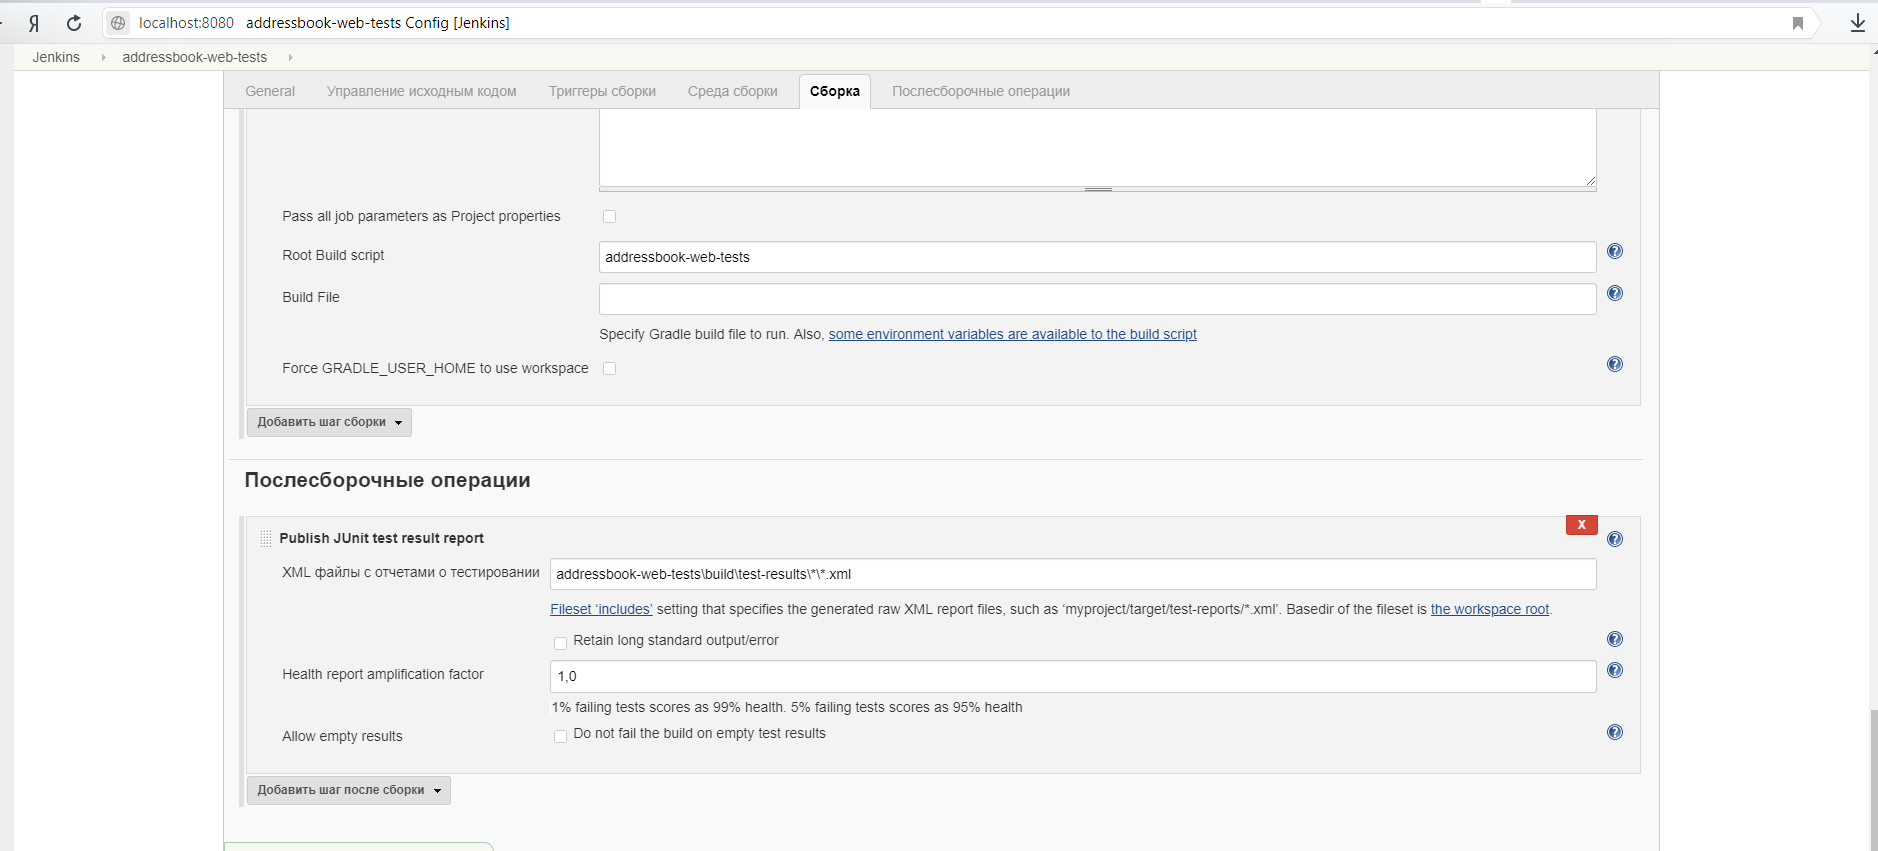 Я localhost:8080 addressbook-web-tests Config [Jenkins]
Jenkins addressbook-web-tests
General Управление исходным кодом Триггеры сборки Среда сборки Сборка Послесборочные операции
Pass all job parameters as Project properties
Root Build script addressbook-web-tests
Build File
Specify Gradle build file to run. Also, some environment variables are available to the build script
Force GRADLE_USER_HOME to use workspace
Добавить шаг сборки
Послесборочные операции
X
Publish JUnit test result report
XML файлы с отчетами о тестировании addressbook-web-tests\build\test-results\*\*.xml
Fileset ‘includes’ setting that specifies the generated raw XML report files, such as ‘myproject/target/test-reports/*.xml’. Basedir of the fileset is the workspace root.
Retain long standard output/error
Health report amplification factor 1,0
1% failing tests scores as 99% health. 5% failing tests scores as 95% health
Allow empty results Do not fail the build on empty test results
Добавить шаг после сборки